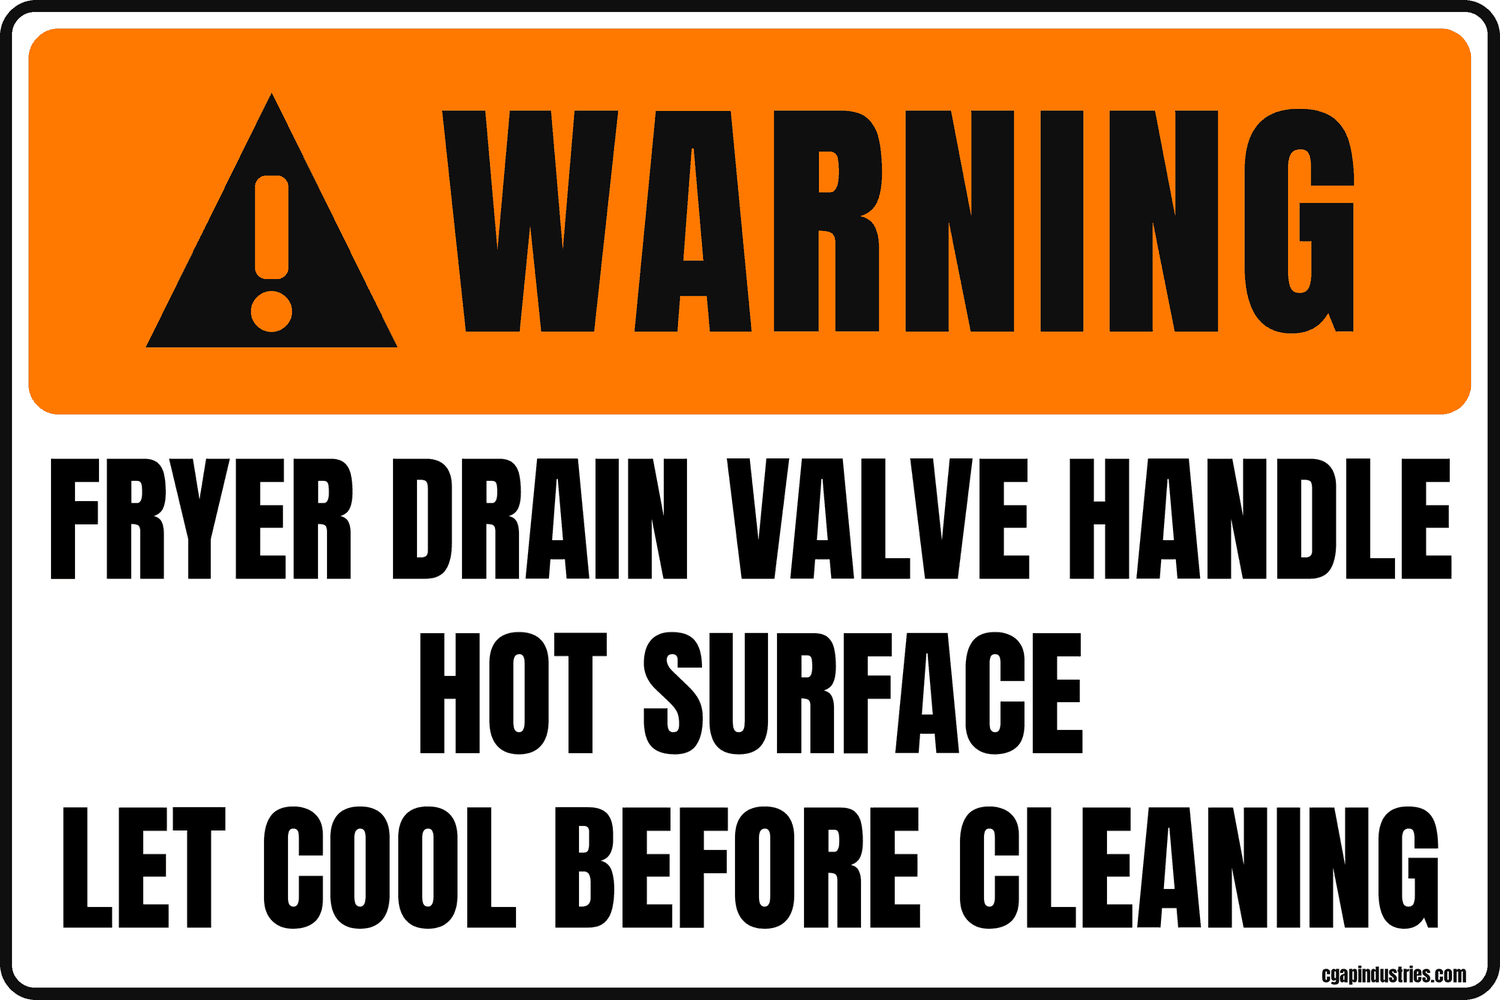 WARNING
FRYER DRAIN VALVE HANDLE
HOT SURFACE
LET COOL BEFORE CLEANING
cgapindustries.com